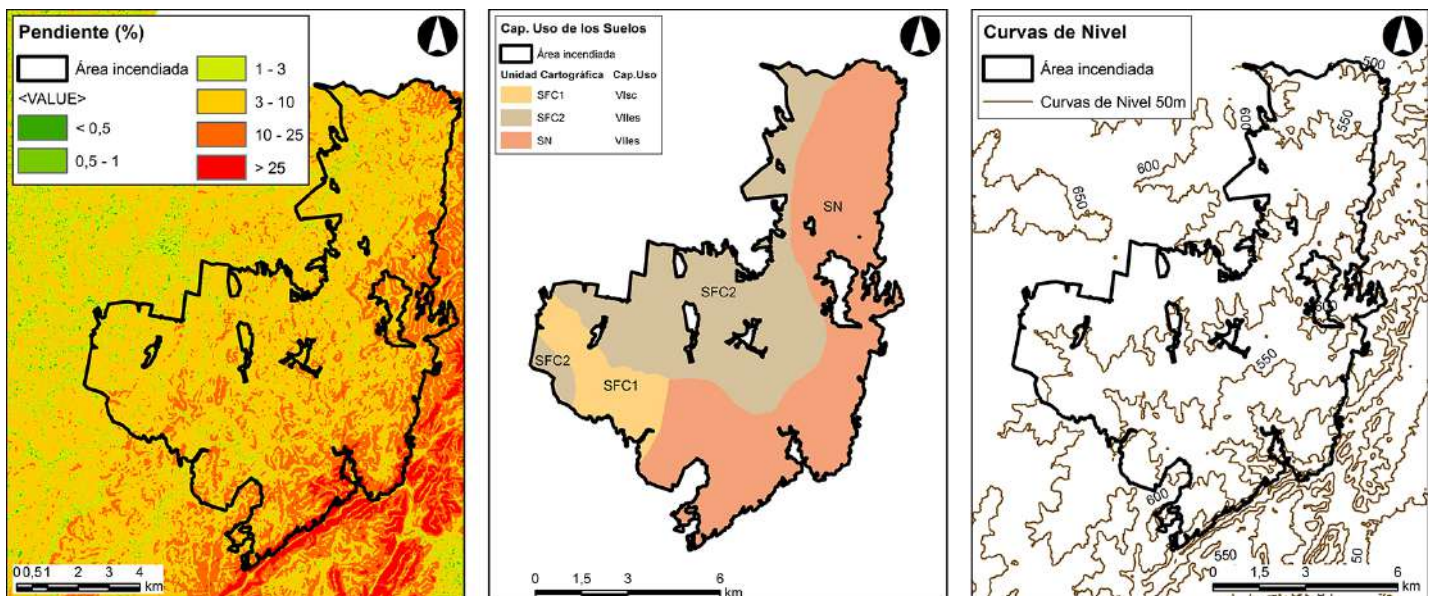 Pendiente (%)
Área incendiada
<VALUE>
< 0,5
0,5 - 1
1 - 3
3 - 10
10 - 25
> 25
0 0,5 1 2 3 4
km
Cap. Uso de los Suelos
Área incendiada
Unidad Cartográfica Cap.Uso
SFC1 VIsc
SFC2 VIIes
SN VIIes
SN
SFC2
SFC2
SFC1
0 1,5 3 6
km
Curvas de Nivel
Área incendiada
Curvas de Nivel 50m
500
600
550
600
650
600
550
600
550
50
0 1,5 3 6
km